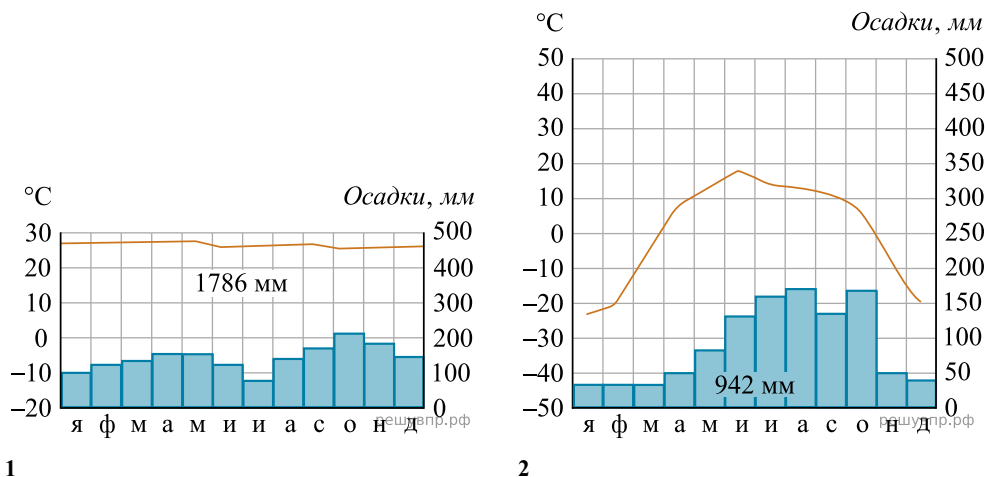 °C Осадки, мм
30 500
20 400
10 300
0 200
–10 100
–20 0
1786 мм
я ф м а м и и а с о н д
решувпр.рф
1
°C Осадки, мм
50 500
40 450
30 400
20 350
10 300
0 250
–10 200
–20 150
–30 100
–40 50
–50 0
942 мм
я ф м а м и и а с о н д
решувпр.рф
2